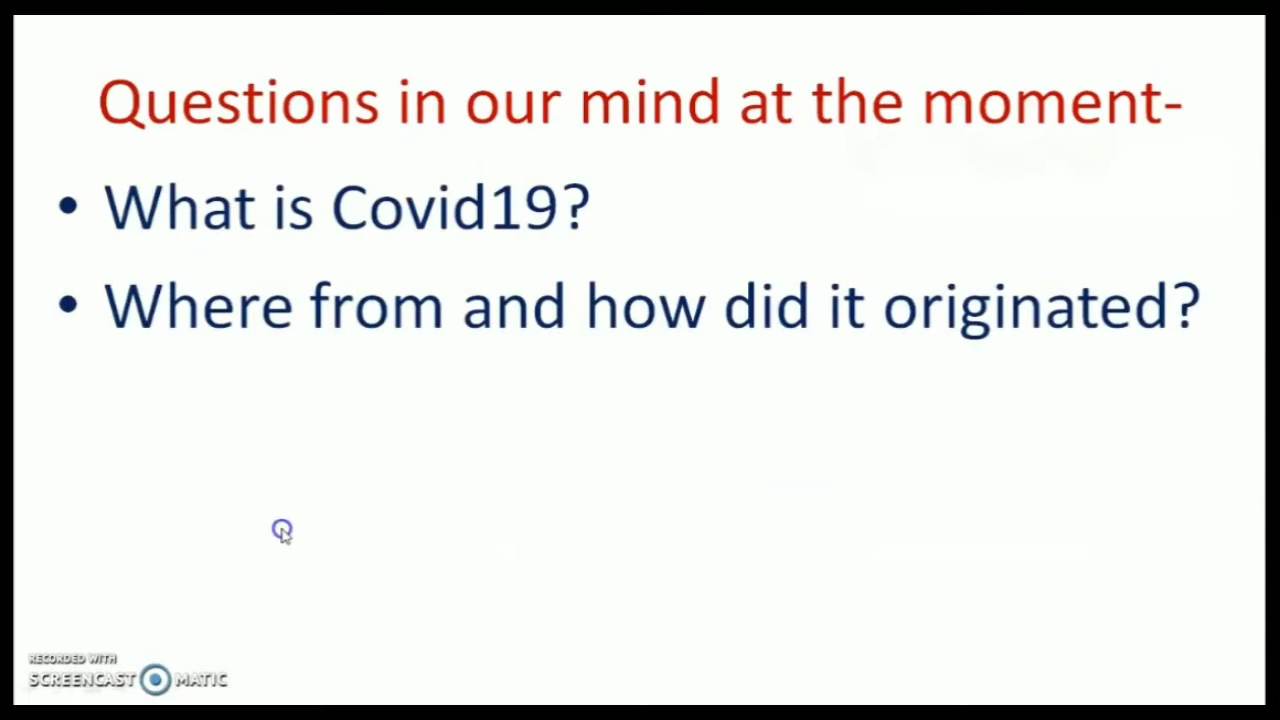 Questions in our mind at the moment-
• What is Covid19?
• Where from and how did it originated?
RECORDED WITH
SCREENCAST MATIC